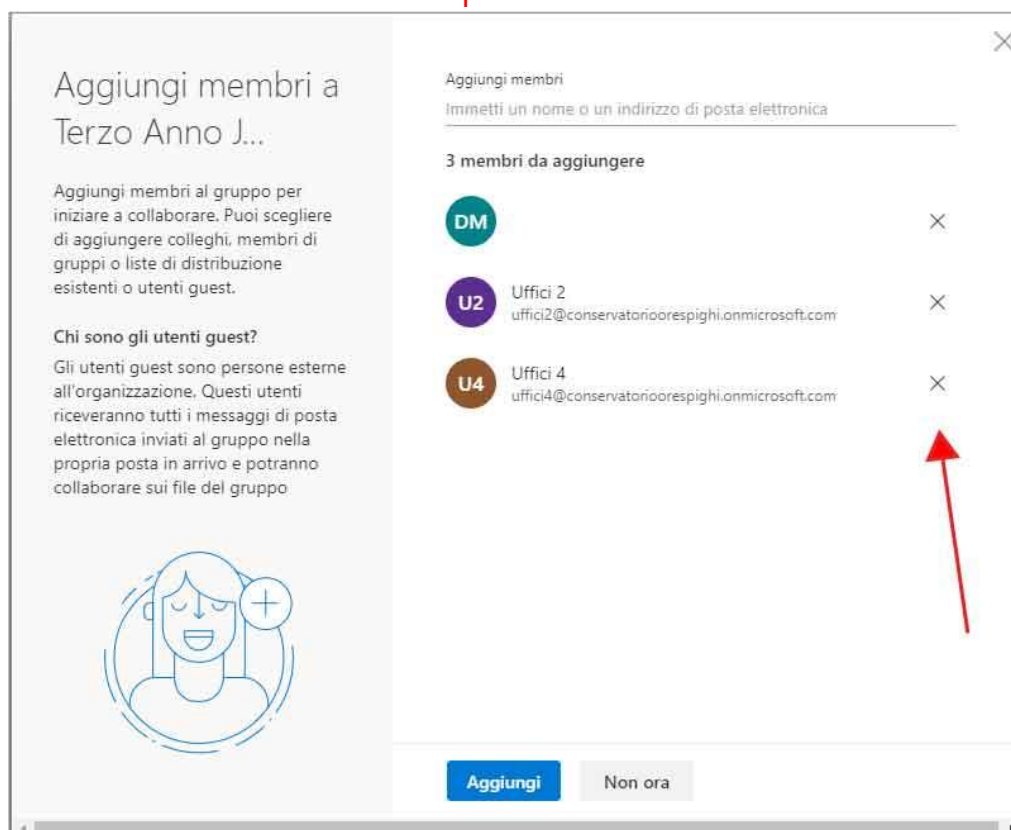 Aggiungi membri a
Terzo Anno J...
Aggiungi membri al gruppo per
iniziare a collaborare. Puoi scegliere
di aggiungere colleghi, membri di
gruppi o liste di distribuzione
esistenti o utenti guest.
Chi sono gli utenti guest?
Gli utenti guest sono persone esterne
all'organizzazione. Questi utenti
riceveranno tutti i messaggi di posta
elettronica inviati al gruppo nella
propria posta in arrivo e potranno
collaborare sui file del gruppo
Aggiungi membri
Immetti un nome o un indirizzo di posta elettronica
3 membri da aggiungere
DM
U2
Uffici 2
uffici2@conservatorioorespighi.onmicrosoft.com
U4
Uffici 4
uffici4@conservatorioorespighi.onmicrosoft.com
Aggiungi
Non ora